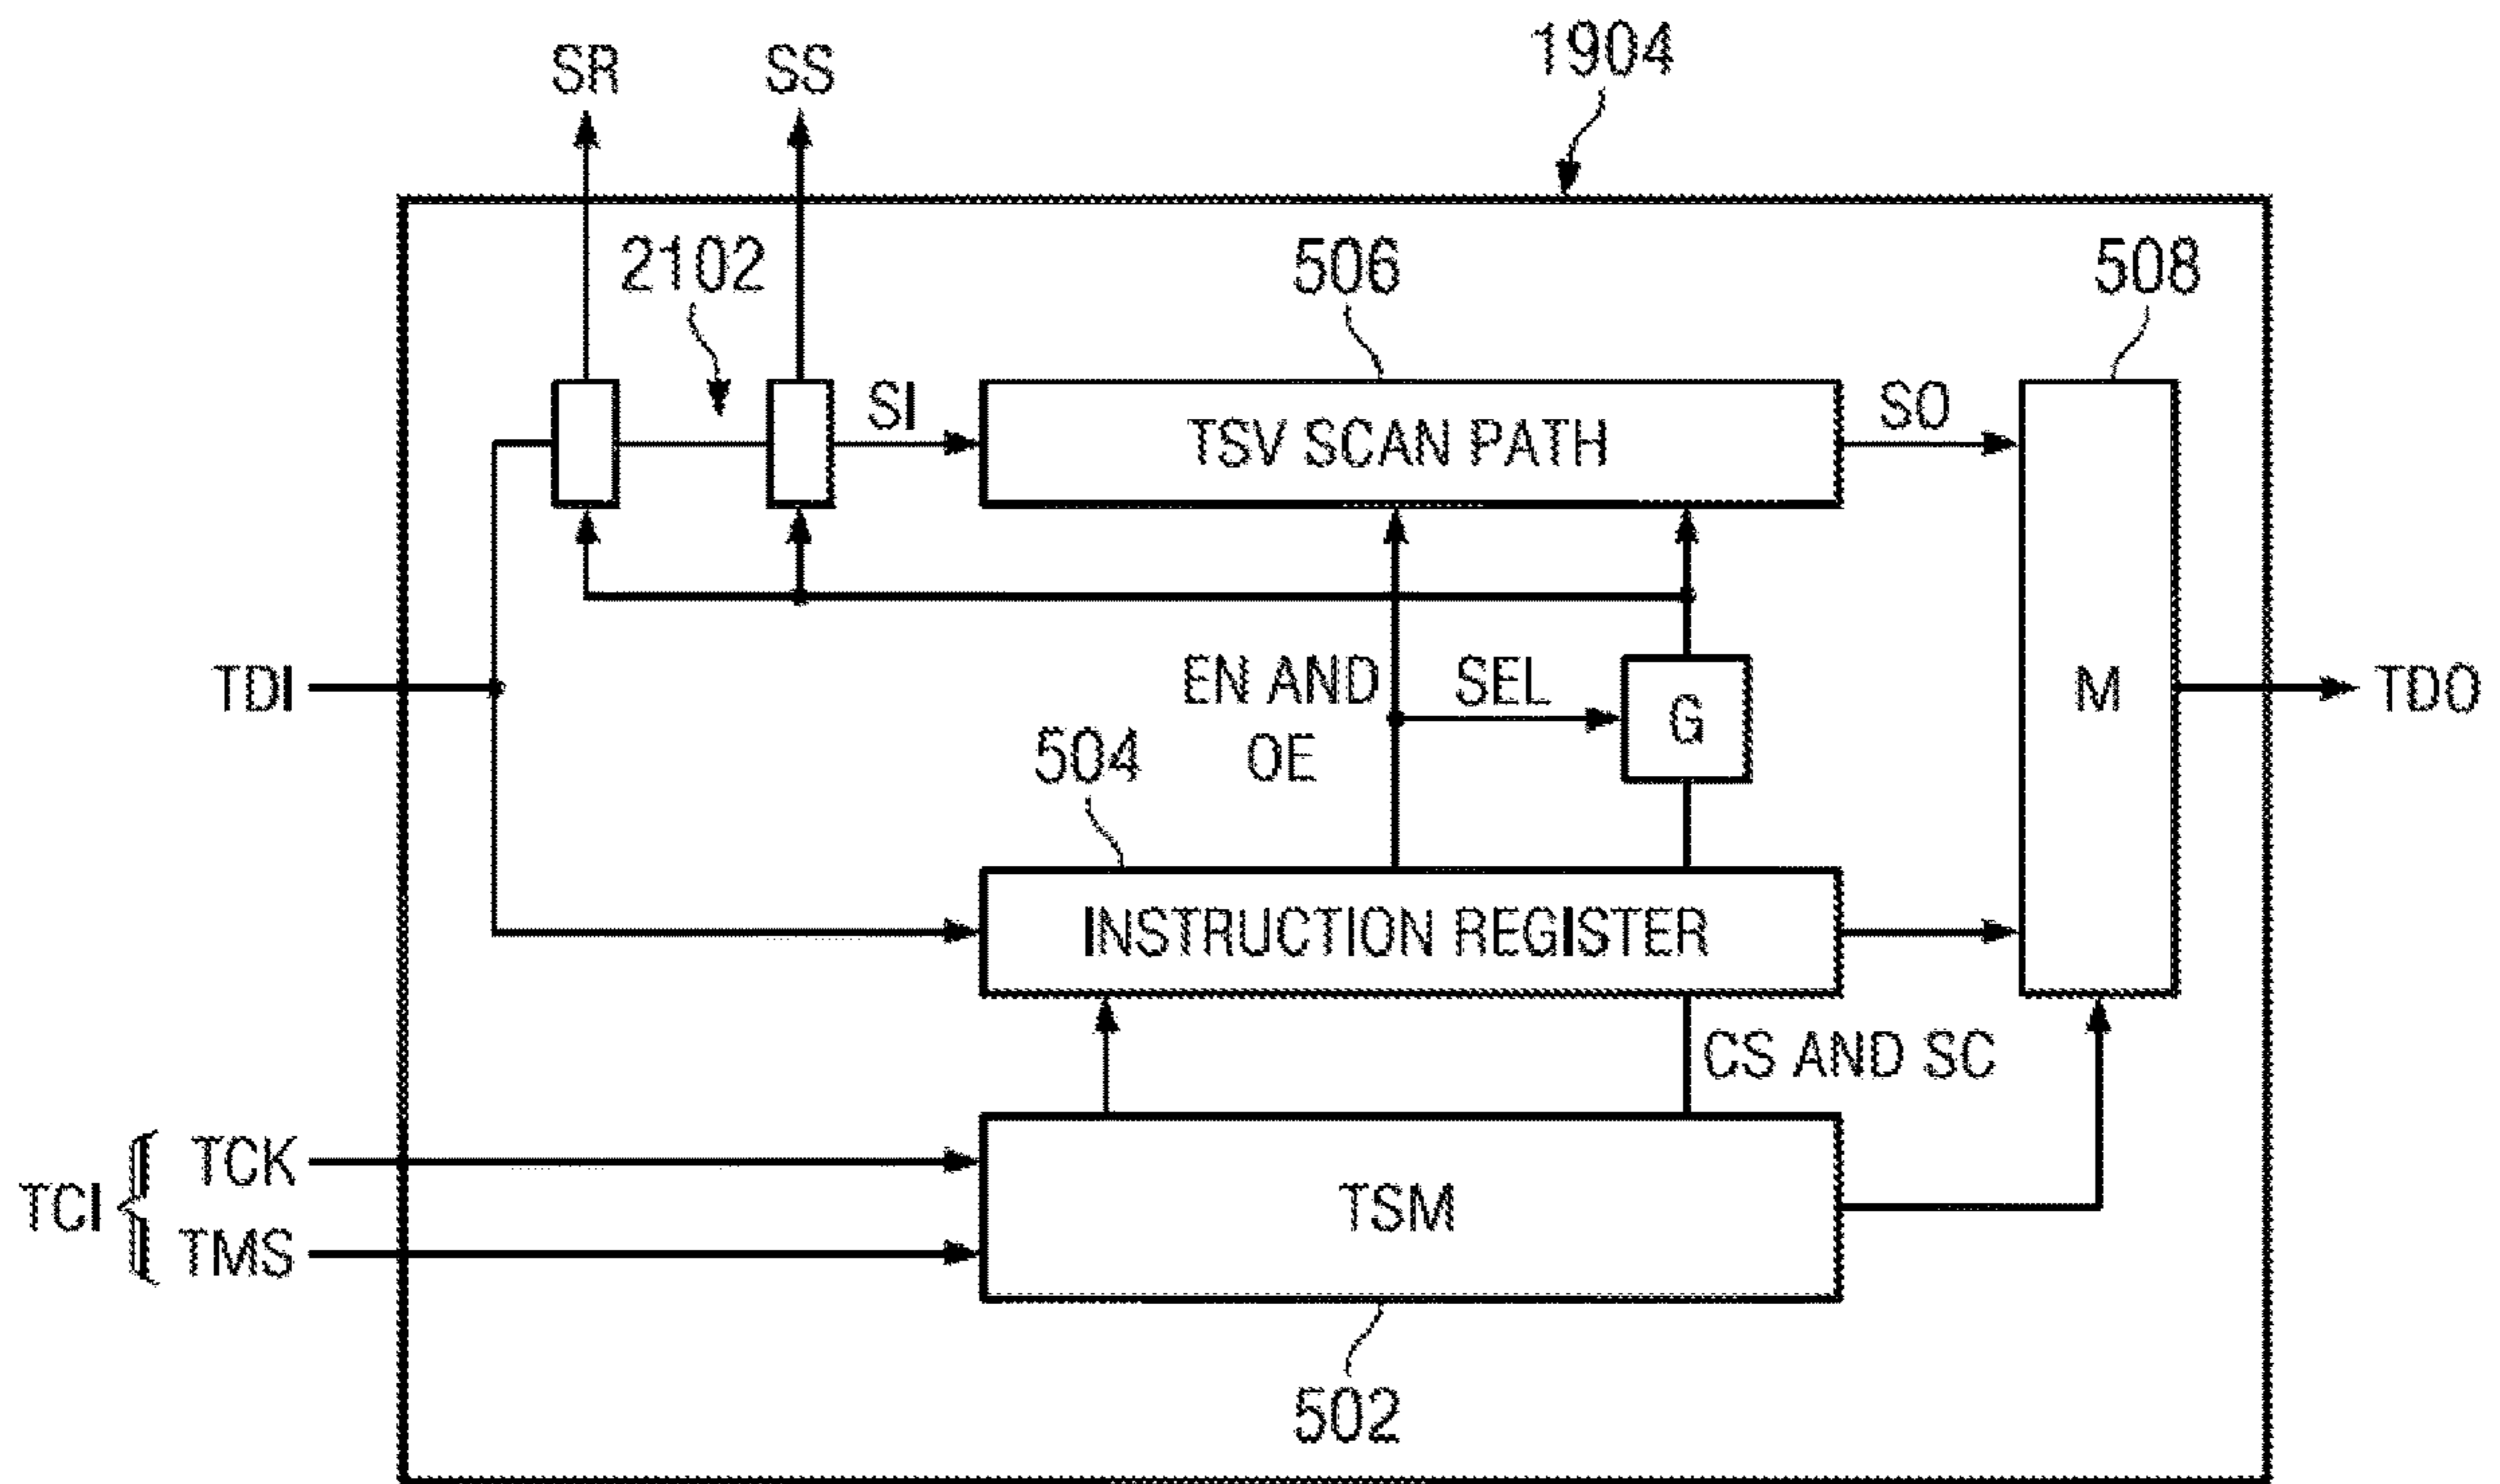 SR
SS
1904
2102
506
508
SI
TSV SCAN PATH
SO
TDI
EN AND
OE
SEL
G
M
TDO
504
INSTRUCTION REGISTER
CS AND SC
TCI
TCK
TMS
TSM
502